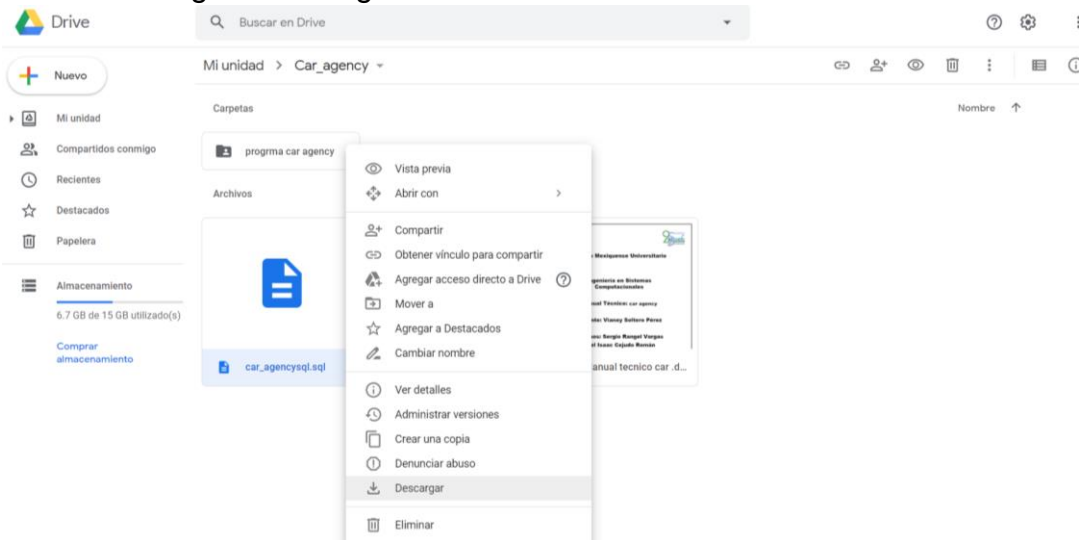 Drive
Buscar en Drive
Nuevo
Mi unidad
Compartidos conmigo
Recientes
Destacados
Papelera
Almacenamiento
6.7 GB de 15 GB utilizado(s)
Comprar
almacenamiento
Mi unidad > Car_agency
Carpetas
Nombre
progrma car agency
Archivos
car_agencysql.sql
Mexiquense Universitario
Computacionales
Manual Técnico: car agency
Vianey Soltero Pérez
Sergio Rangel Vargas
Isaac Cajuda Román
anual tecnico car .d...
Vista previa
Abrir con
Compartir
Obtener vínculo para compartir
Agregar acceso directo a Drive
Mover a
Agregar a Destacados
Cambiar nombre
Ver detalles
Administrar versiones
Crear una copia
Denunciar abuso
Descargar
Eliminar